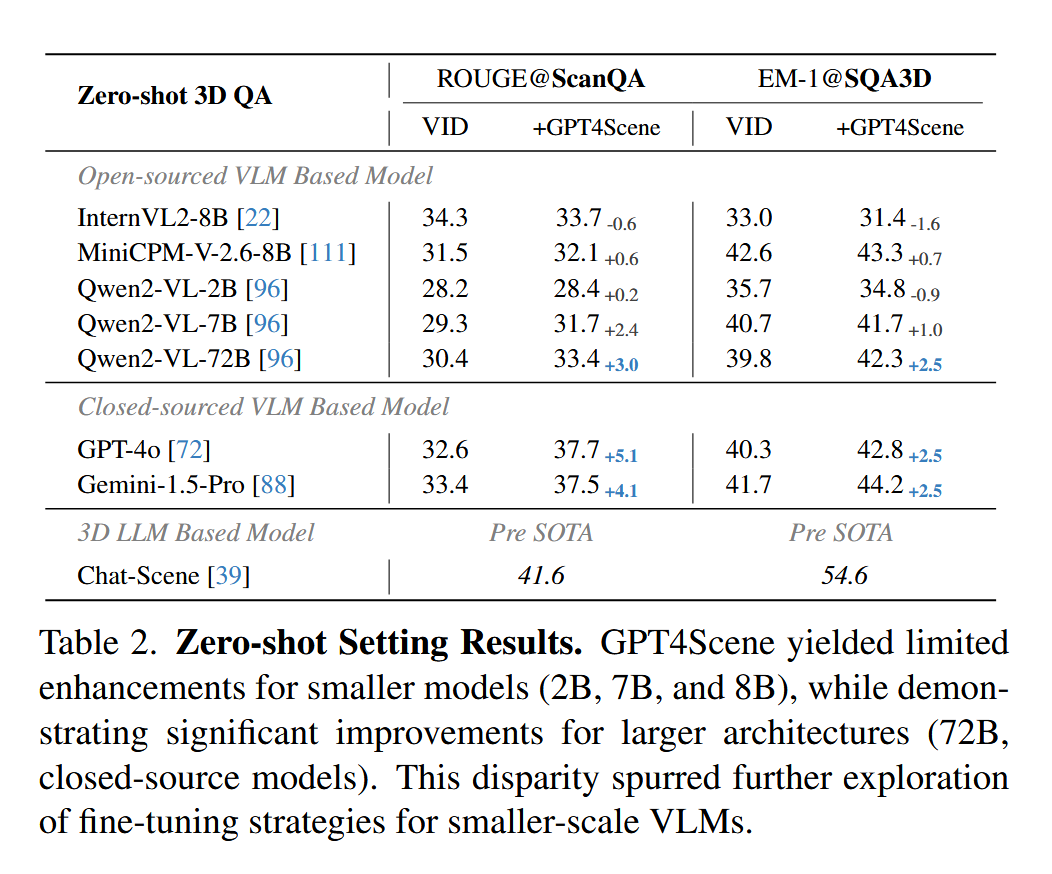 Zero-shot 3D QA ROUGE@ScanQA EM-1@SQA3D
VID +GPT4Scene VID +GPT4Scene
Open-sourced VLM Based Model
InternVL2-8B [22] 34.3 33.7 -0.6 33.0 31.4 -1.6
MiniCPM-V-2.6-8B [111] 31.5 32.1 +0.6 42.6 43.3 +0.7
Qwen2-VL-2B [96] 28.2 28.4 +0.2 35.7 34.8 -0.9
Qwen2-VL-7B [96] 29.3 31.7 +2.4 40.7 41.7 +1.0
Qwen2-VL-72B [96] 30.4 33.4 +3.0 39.8 42.3 +2.5
Closed-sourced VLM Based Model
GPT-4o [72] 32.6 37.7 +5.1 40.3 42.8 +2.5
Gemini-1.5-Pro [88] 33.4 37.5 +4.1 41.7 44.2 +2.5
3D LLM Based Model Pre SOTA Pre SOTA
Chat-Scene [39] 41.6 54.6
Table 2. Zero-shot Setting Results. GPT4Scene yielded limited
enhancements for smaller models (2B, 7B, and 8B), while demon-
strating significant improvements for larger architectures (72B,
closed-source models). This disparity spurred further exploration
of fine-tuning strategies for smaller-scale VLMs.